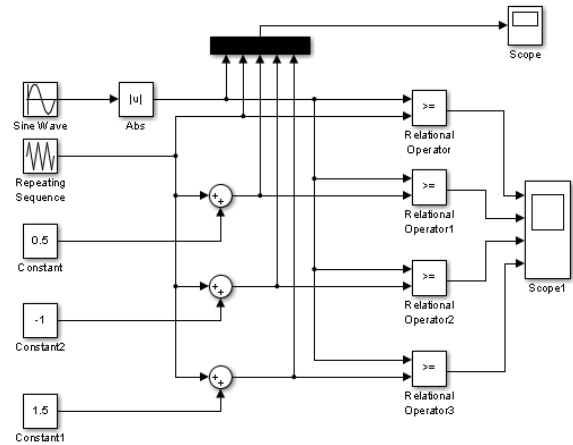 Scope
Sine Wave
|u|
Abs
>=
Relational
Operator
Repeating
Sequence
>=
Relational
Operator1
0.5
Constant
++
Scope1
>=
Relational
Operator2
-1
Constant2
++
>=
Relational
Operator3
1.5
Constant1
++